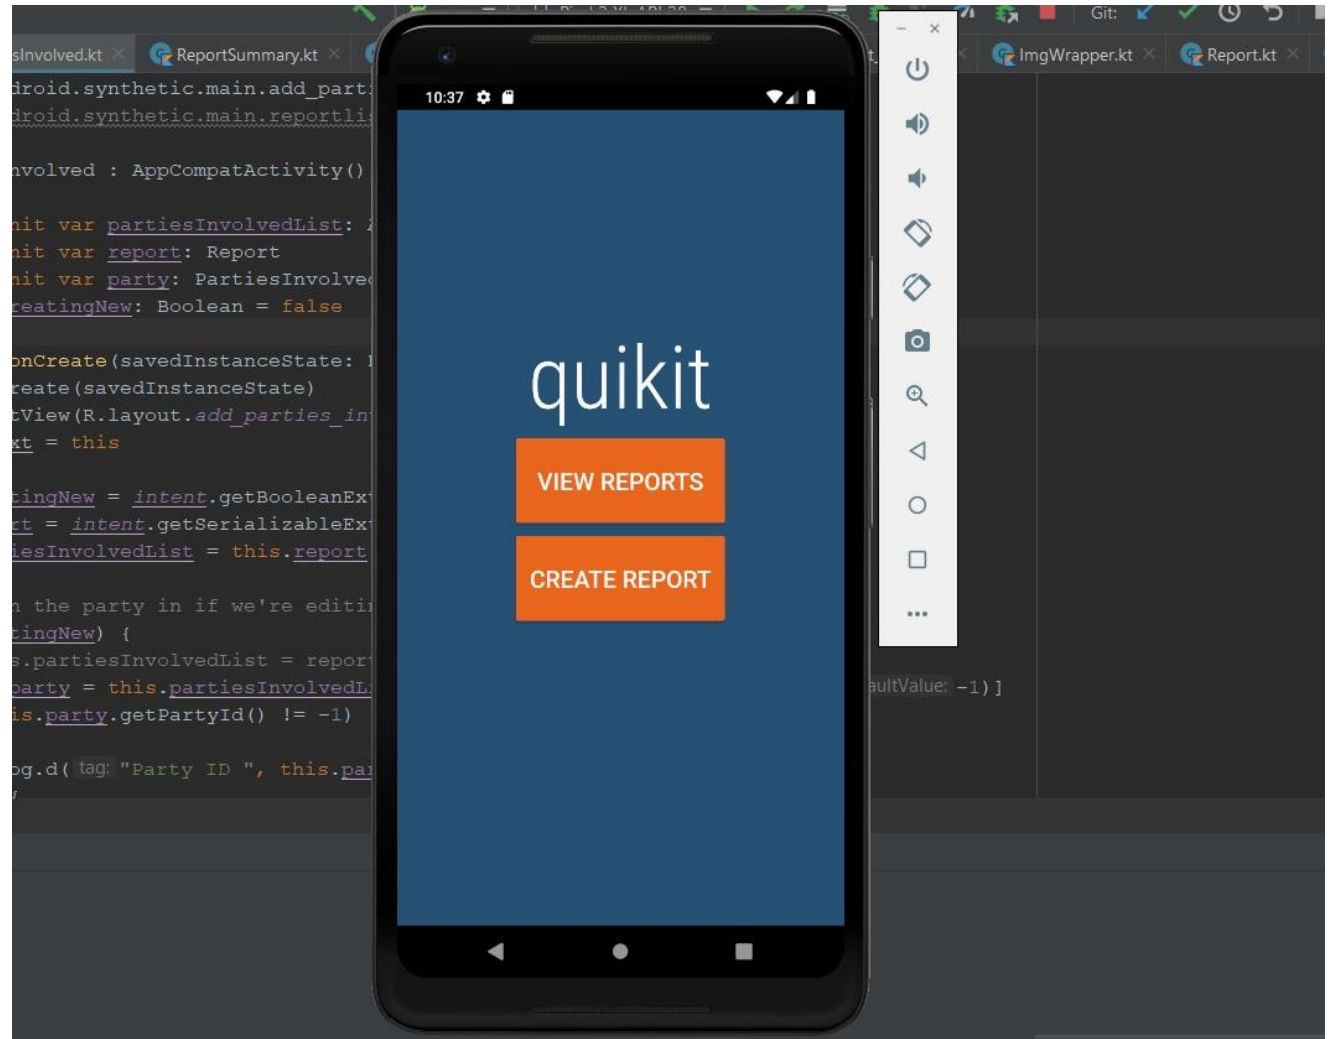 Git:
sInvolved.kt
ReportSummary.kt
ImgWrapper.kt
Report.kt
droid.synthetic.main.add_part
droid.synthetic.main.reportli
nvolved : AppCompatActivity()
nit var partiesInvolvedList:
nit var report: Report
nit var party: PartiesInvolve
reatingNew: Boolean = false
onCreate(savedInstanceState:
reate(savedInstanceState)
tView(R.layout.add_parties_in
xt = this
tingNew = intent.getBooleanEx
rt = intent.getSerializableEx
iesInvolvedList = this.report
n the party in if we're editi
tingNew) {
s.partiesInvolvedList = repor
party = this.partiesInvolvedL
aultValue: -1)]
is.party.getPartyId() != -1)
og.d( tag: "Party ID ", this.pa
10:37
quikit
VIEW REPORTS
CREATE REPORT